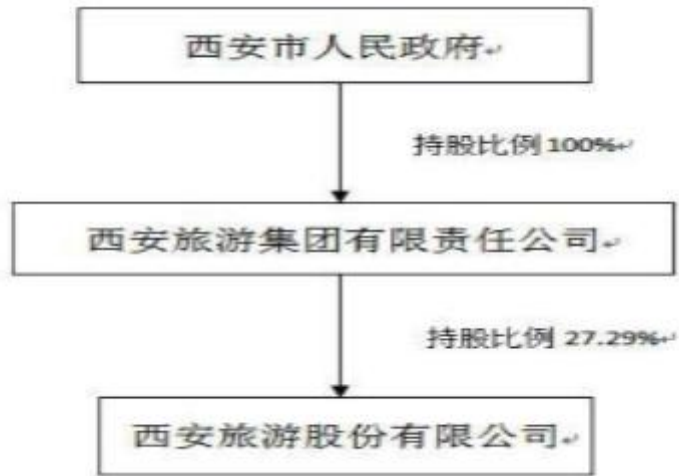 西安市人民政府
持股比例 100%
西安旅游集团有限责任公司
持股比例 27.29%
西安旅游股份有限公司